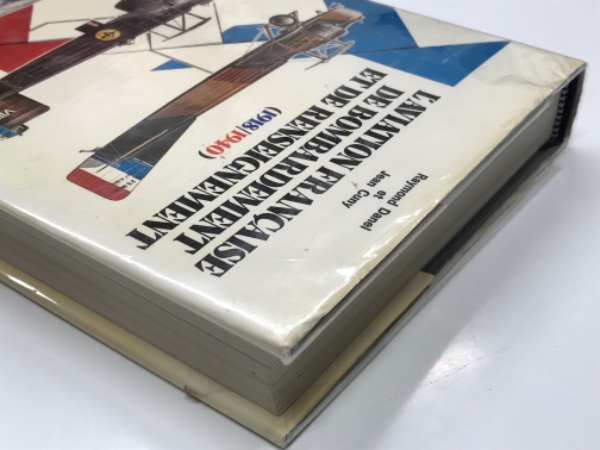 Raymond Danel
et
Jean Cuny
L'AVIATION FRANÇAISE
DE BOMBARDEMENT
ET DE RENSEIGNEMENT
(1918/1940)